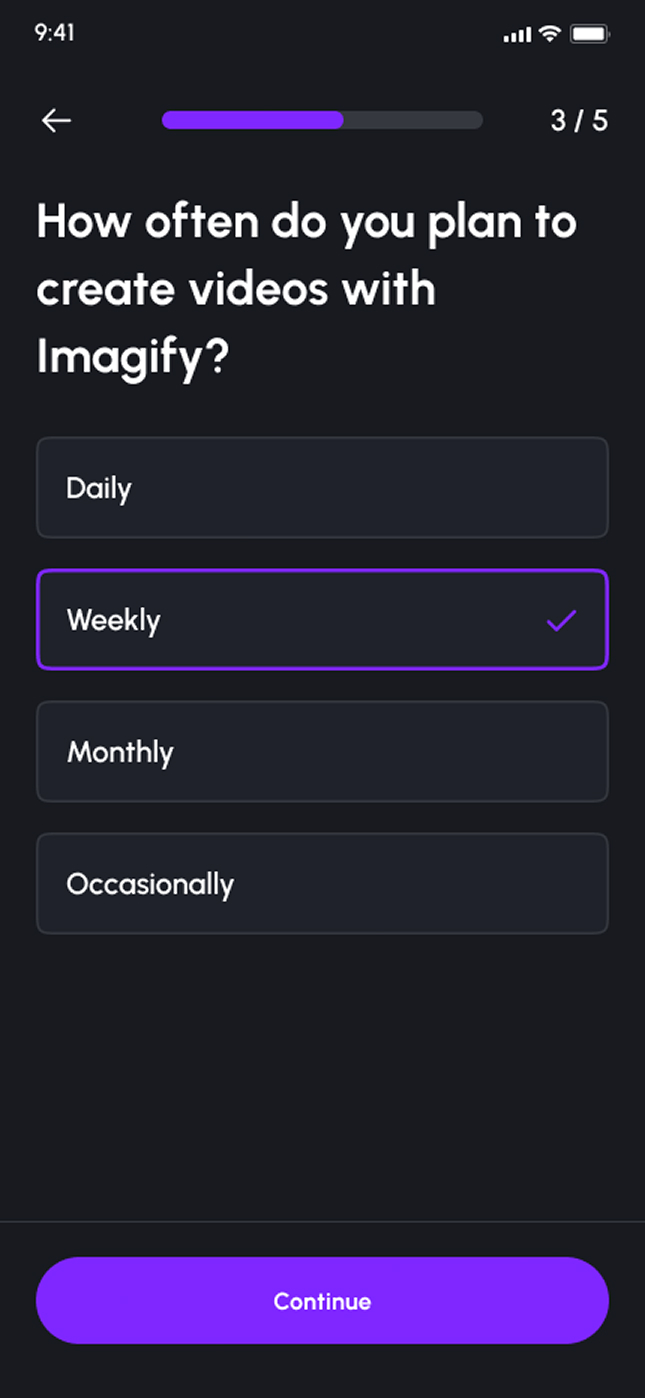 9:41
3 / 5
How often do you plan to
create videos with
Imagify?
Daily
Weekly
Monthly
Occasionally
Continue